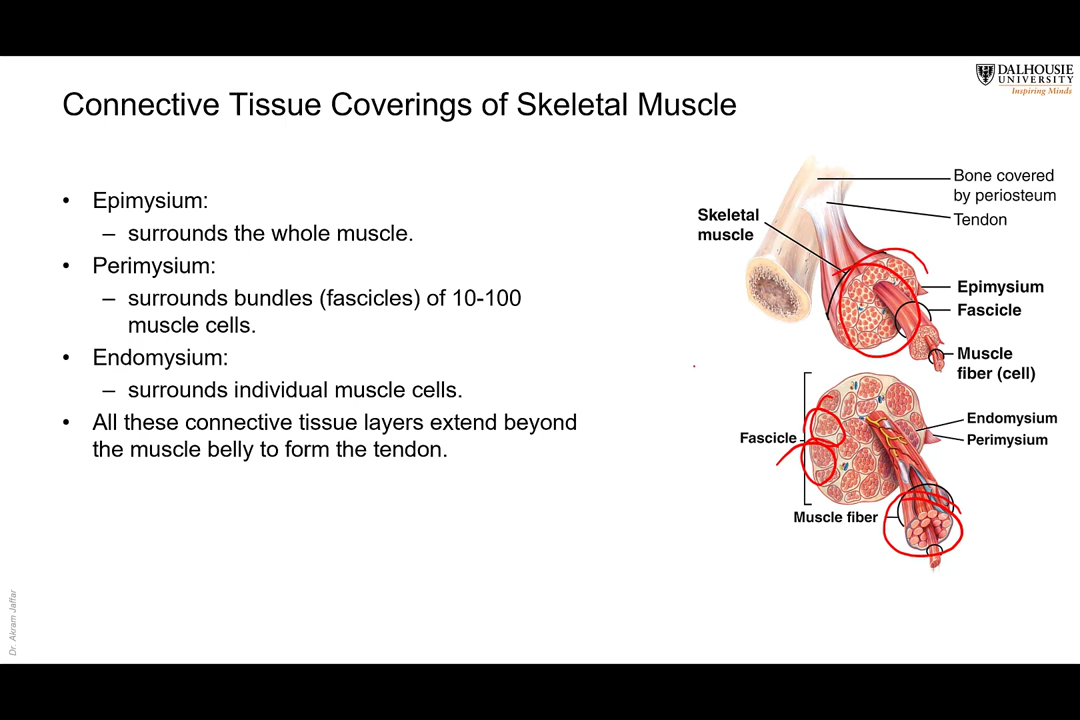 DALHOUSIE
UNIVERSITY
Inspiring Minds
Connective Tissue Coverings of Skeletal Muscle
• Epimysium:
– surrounds the whole muscle.
• Perimysium:
– surrounds bundles (fascicles) of 10-100
muscle cells.
• Endomysium:
– surrounds individual muscle cells.
• All these connective tissue layers extend beyond
the muscle belly to form the tendon.
Bone covered
by periosteum
Tendon
Skeletal
muscle
Epimysium
Fascicle
Muscle
fiber (cell)
Endomysium
Perimysium
Fascicle
Muscle fiber
Dr. Akram Jaffar